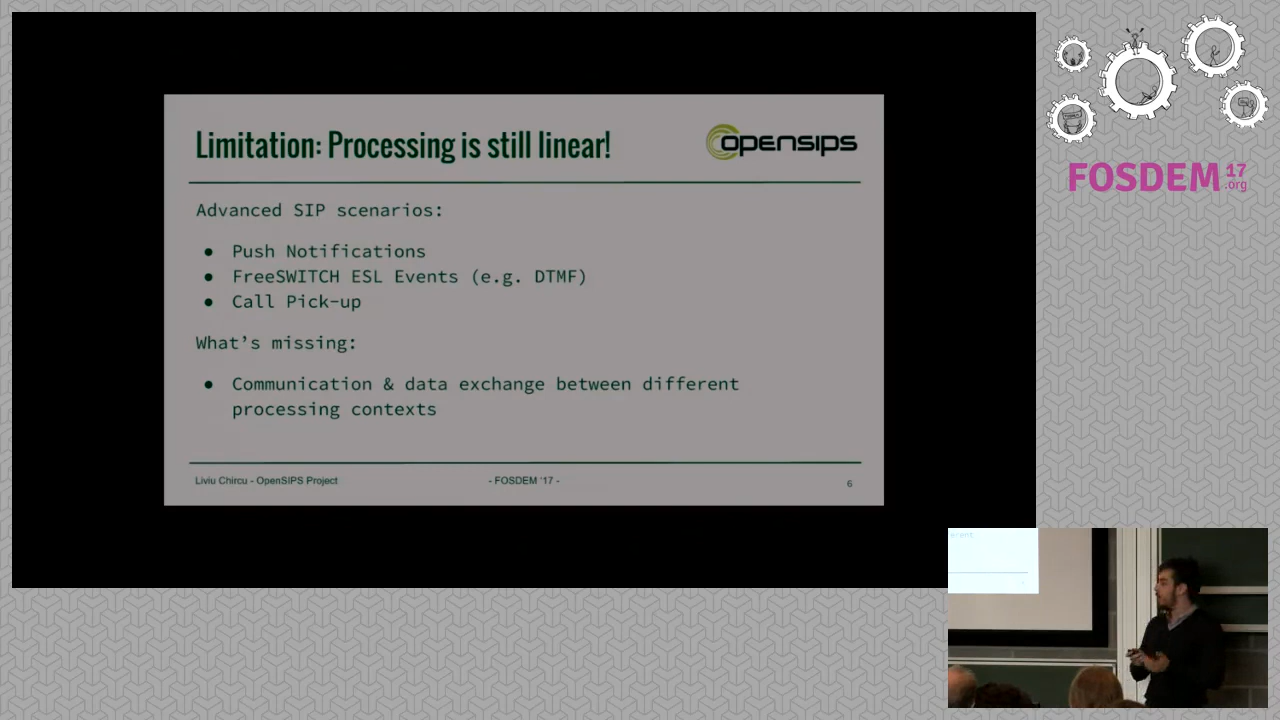 Limitation: Processing is still linear!
opensips
Advanced SIP scenarios:
● Push Notifications
● FreeSWITCH ESL Events (e.g. DTMF)
● Call Pick-up
What's missing:
● Communication & data exchange between different
processing contexts
Liviu Chircu - OpenSIPS Project
- FOSDEM '17 -
6
FOSDEM 17
.org